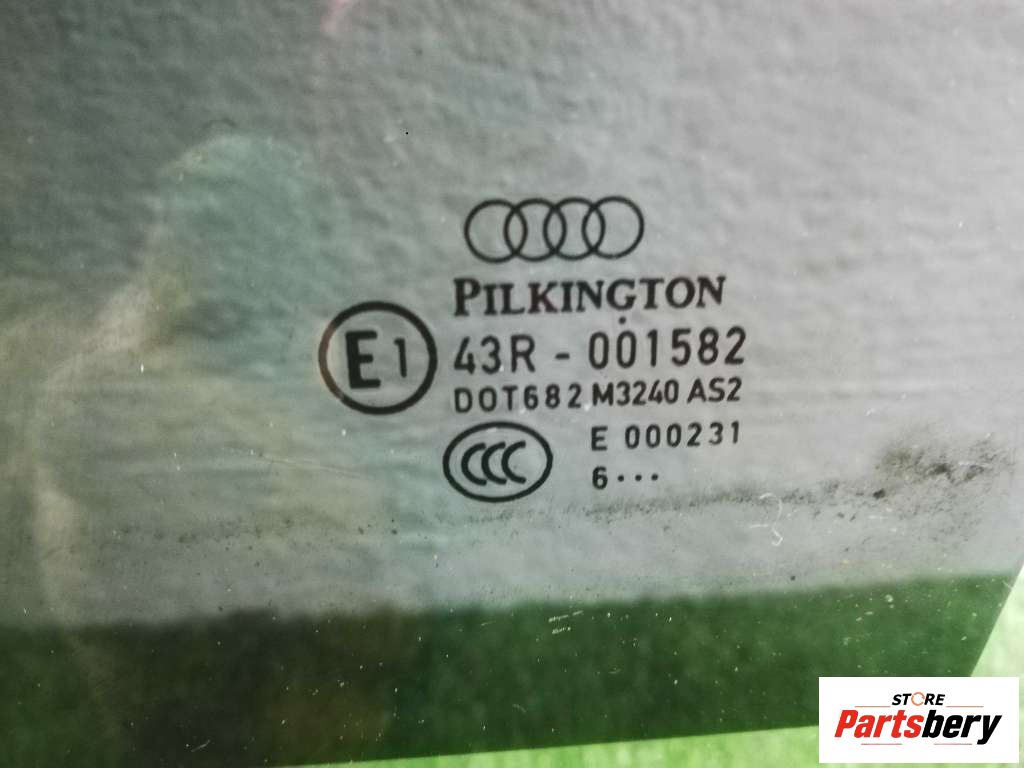 PILKINGTON
E1 43R - 001582
DOT682 M3240 AS2
CCC E 000231
6···
STORE
Partsbery